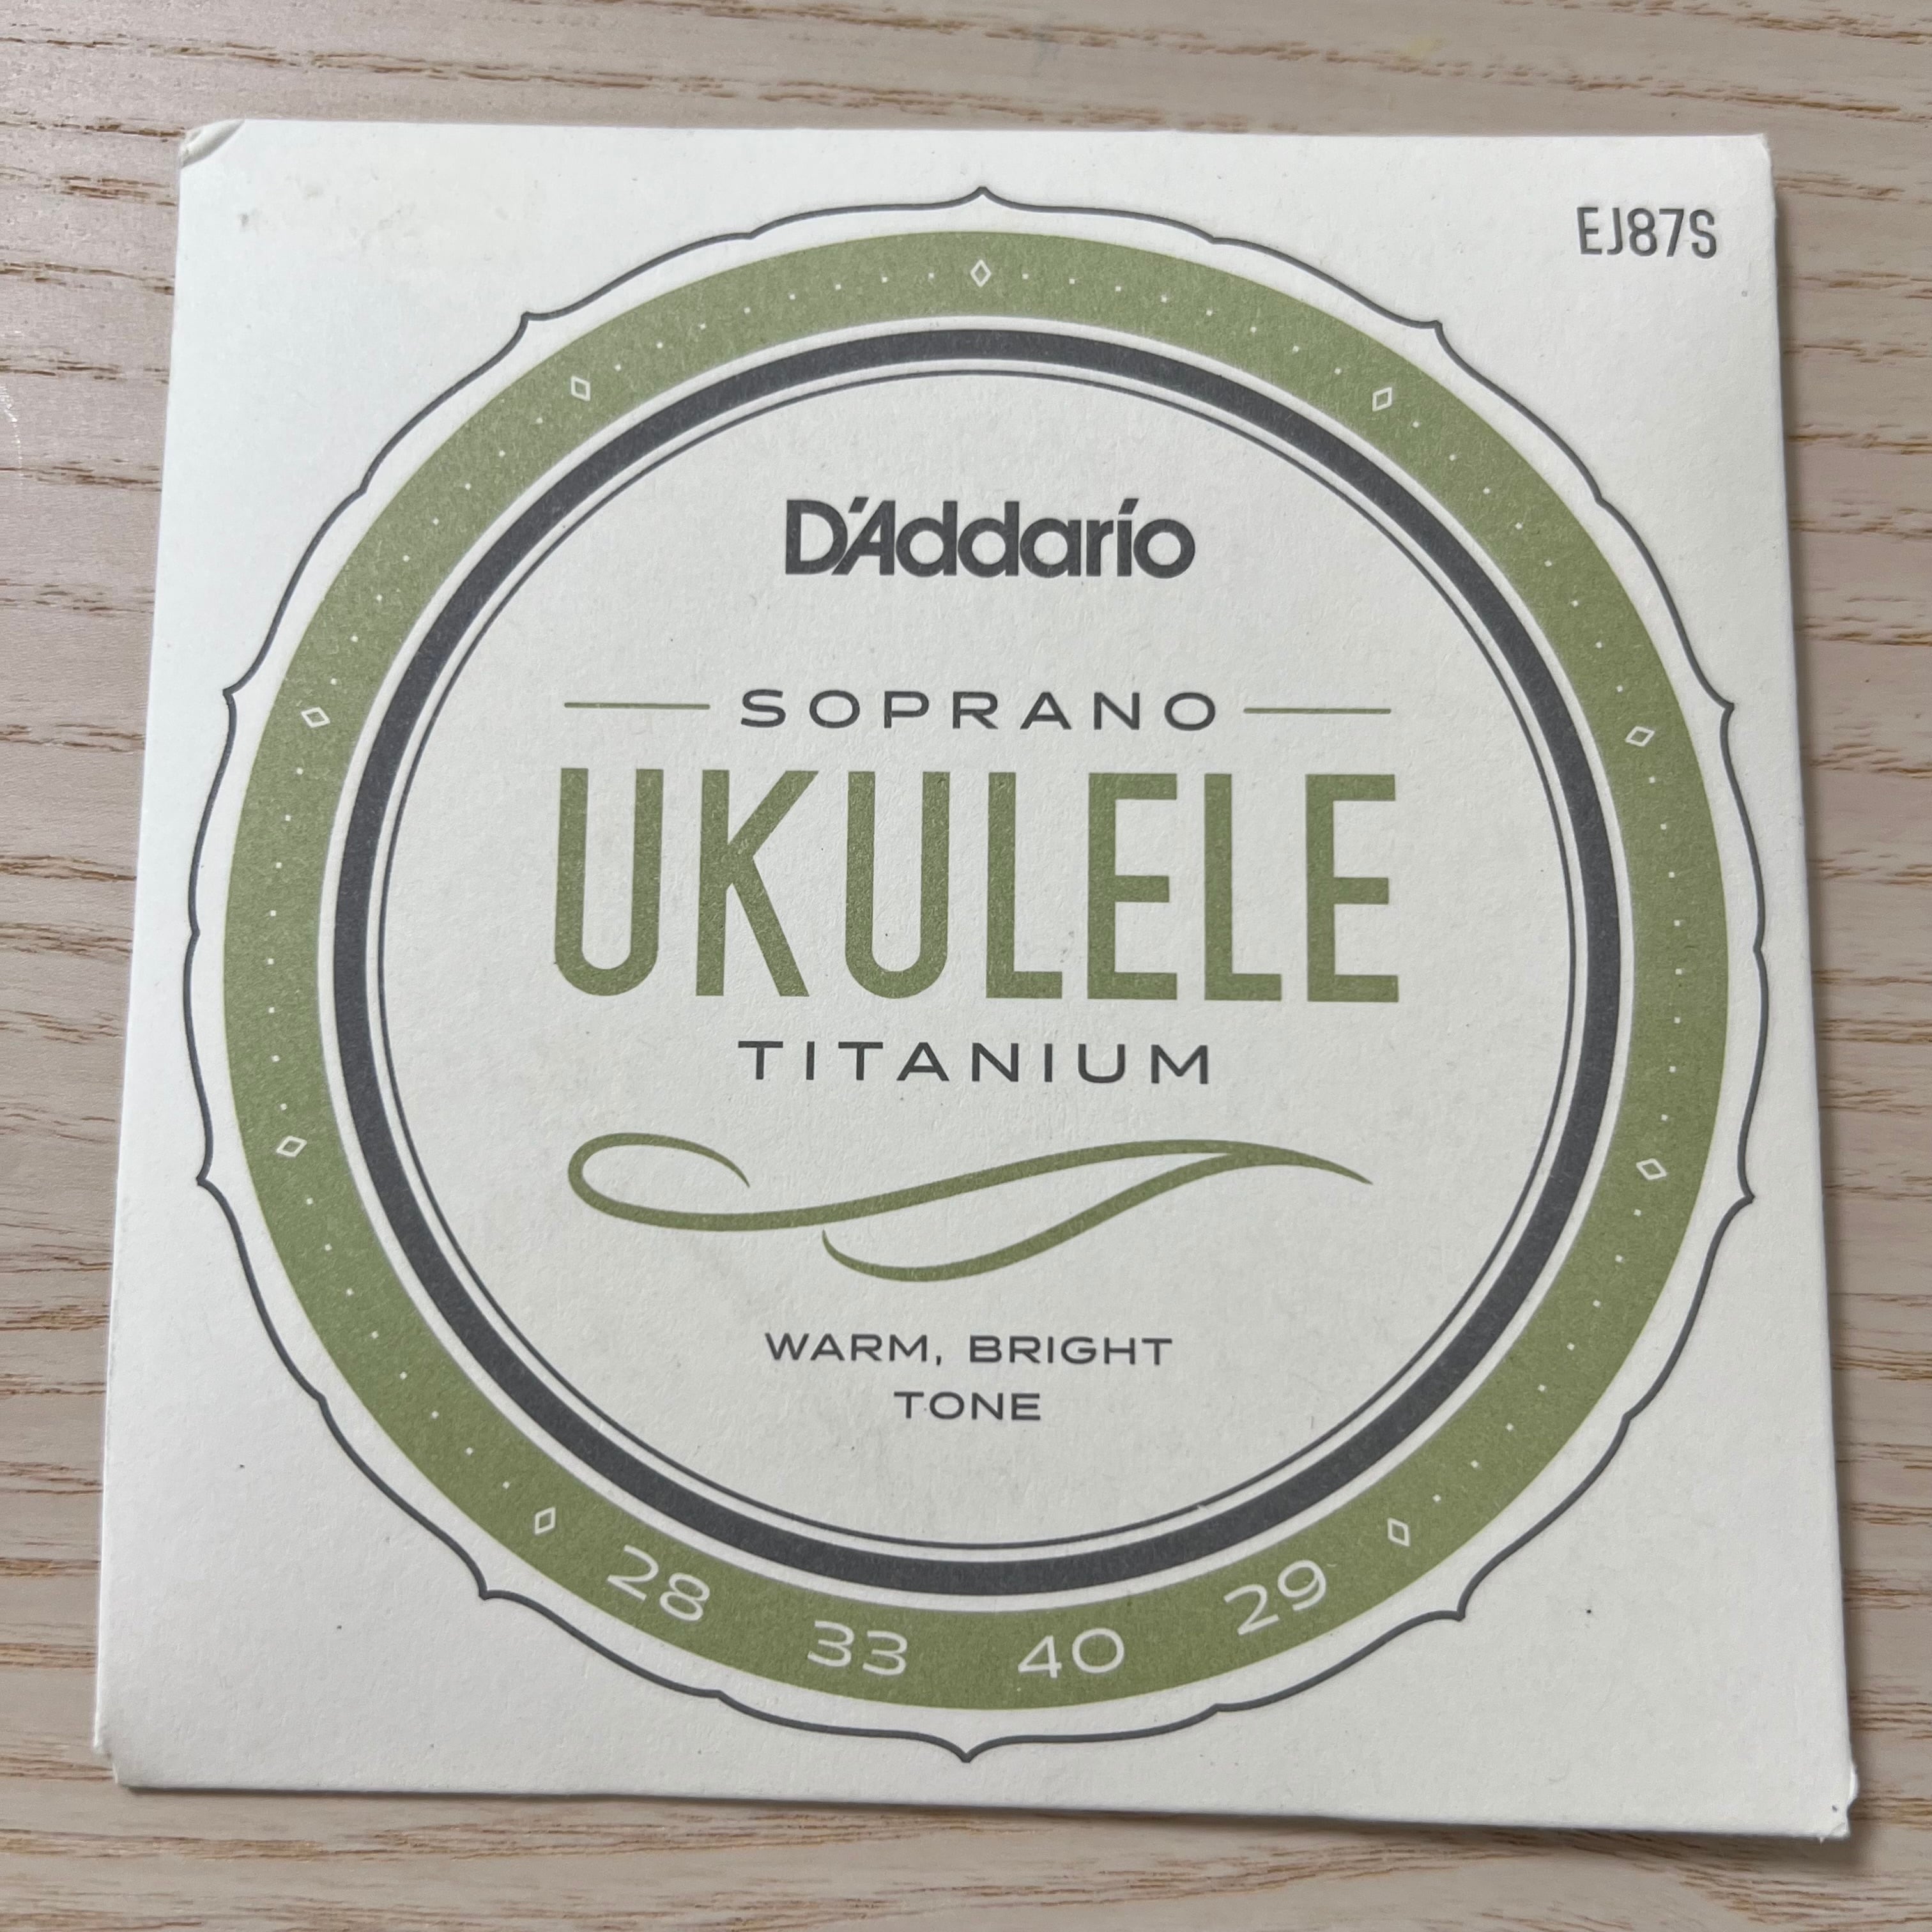 EJ87S
D'Addario
SOPRANO
UKULELE
TITANIUM
WARM, BRIGHT
TONE
28 33 40 29